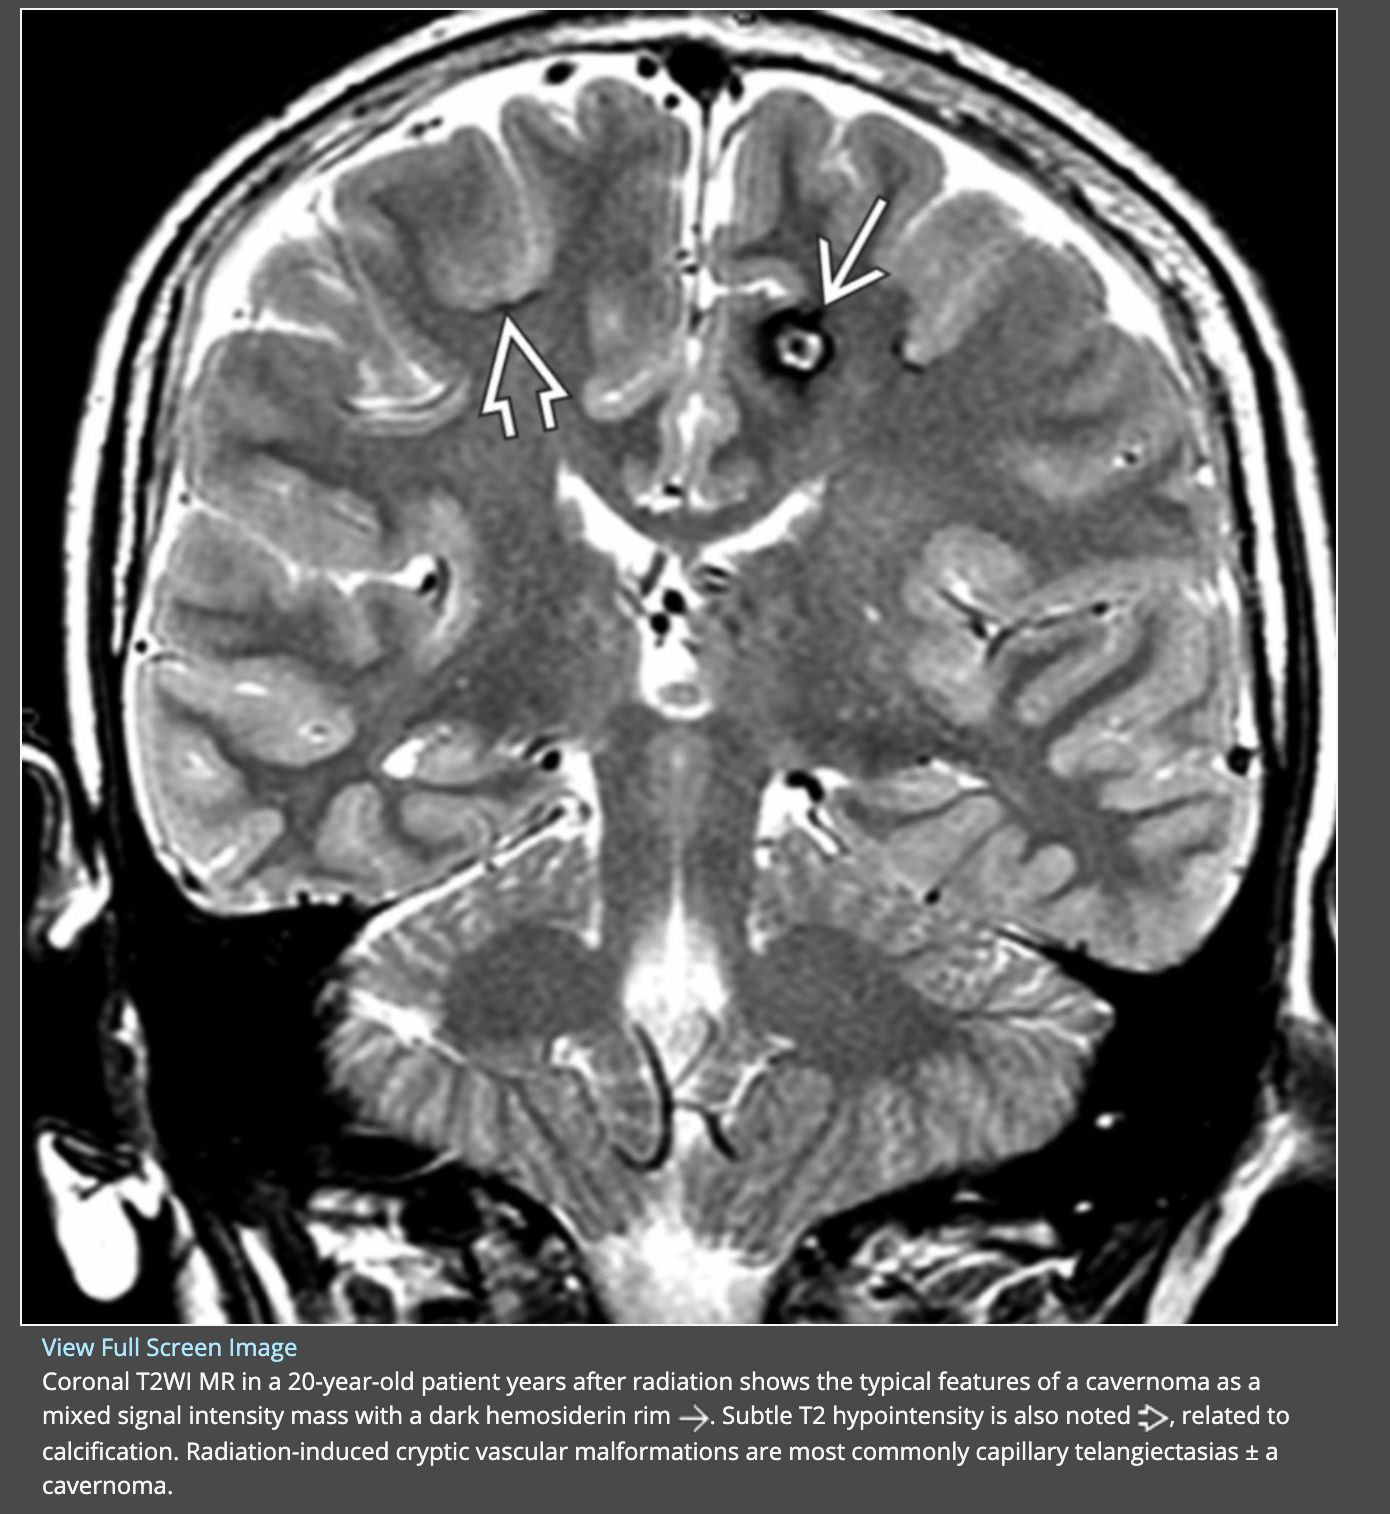 View Full Screen Image
Coronal T2WI MR in a 20-year-old patient years after radiation shows the typical features of a cavernoma as a
mixed signal intensity mass with a dark hemosiderin rim →. Subtle T2 hypointensity is also noted ⇨, related to
calcification. Radiation-induced cryptic vascular malformations are most commonly capillary telangiectasias ± a
cavernoma.